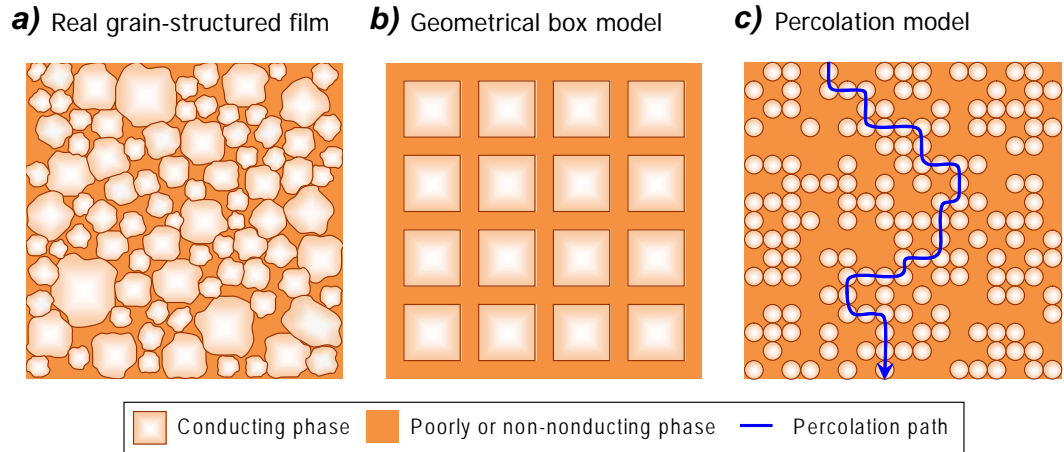 a) Real grain-structured film
b) Geometrical box model
c) Percolation model
Conducting phase
Poorly or non-nonducting phase
Percolation path